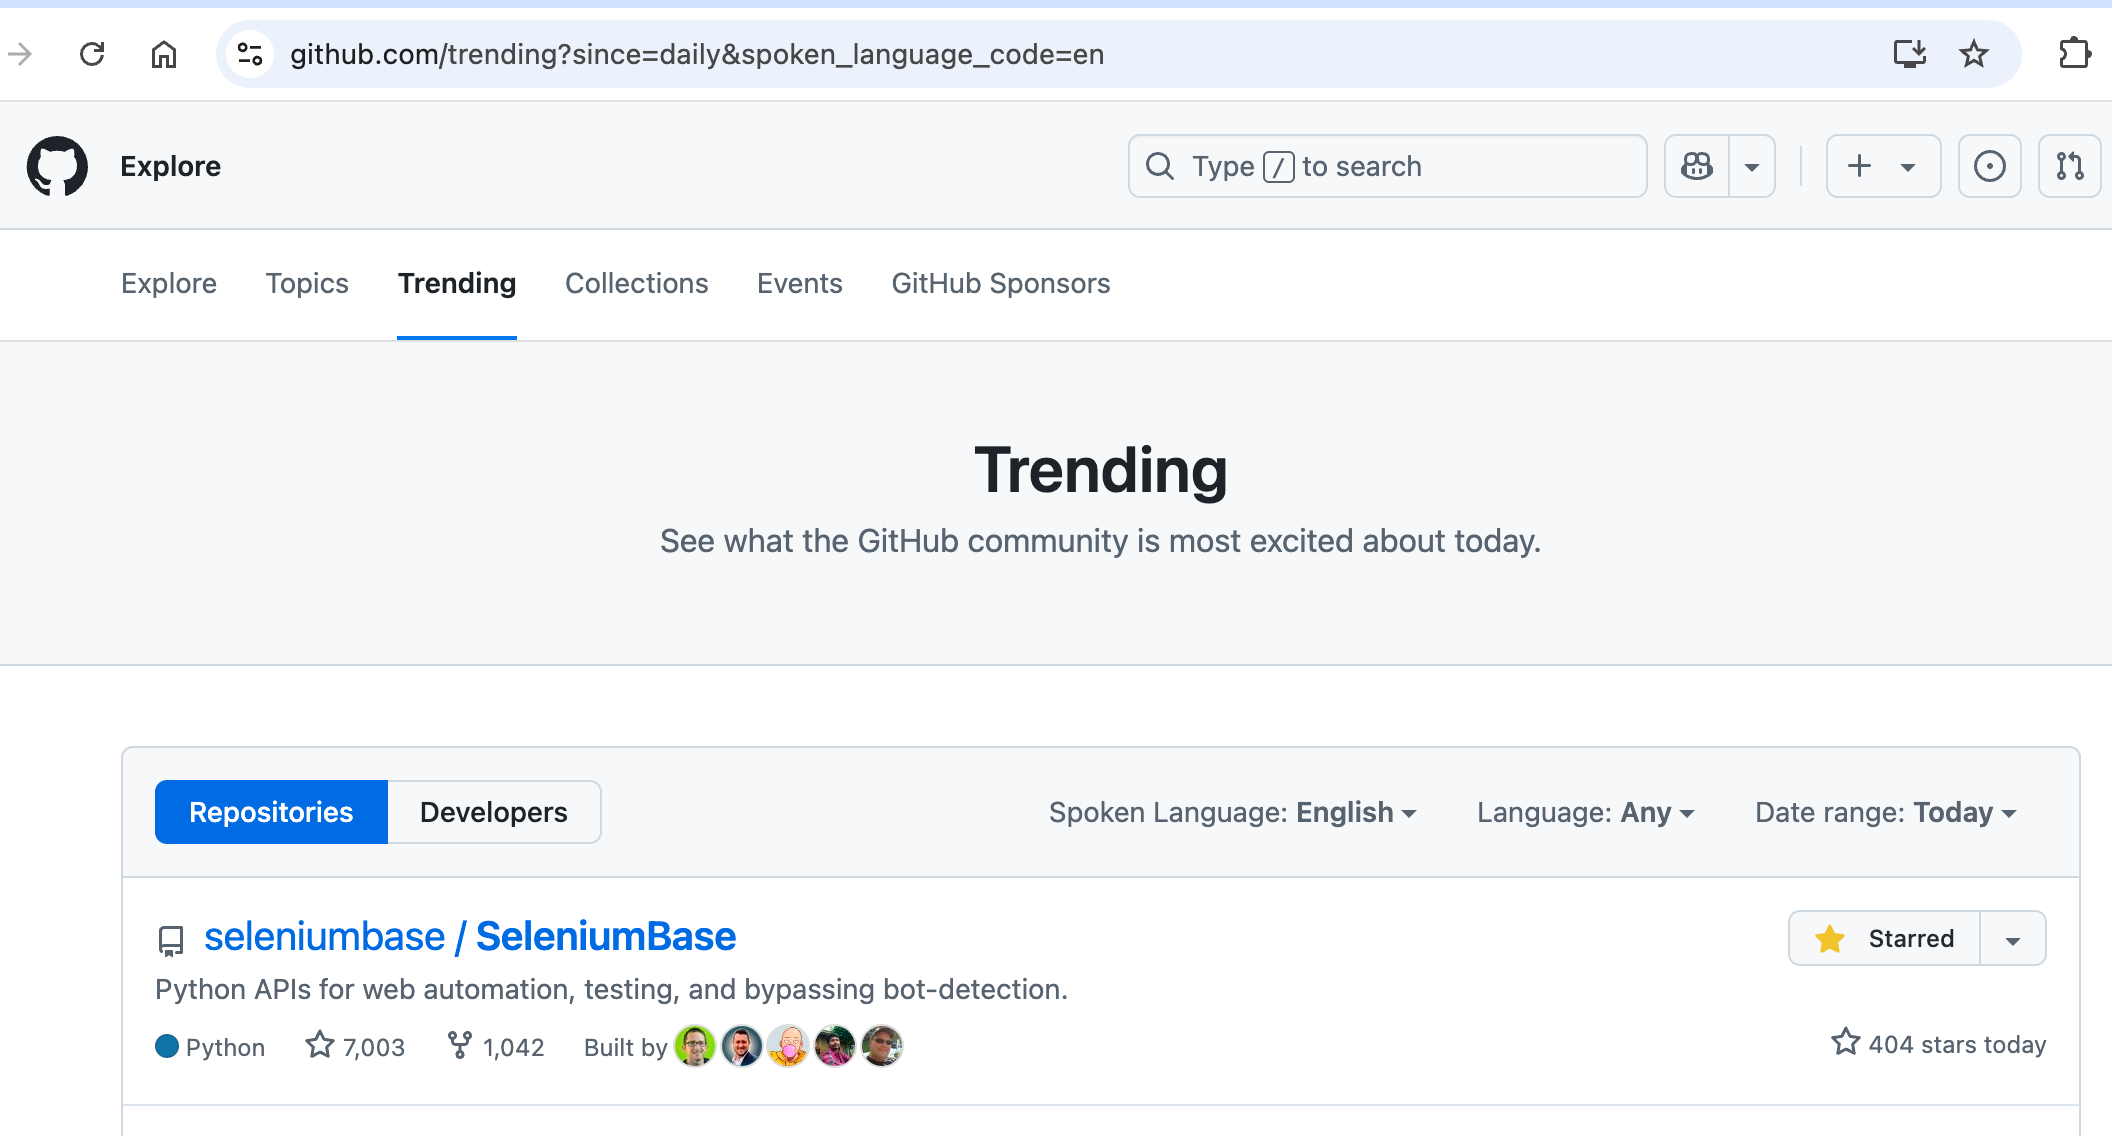 github.com/trending?since=daily&spoken_language_code=en
Explore
Type / to search
Explore Topics Trending Collections Events GitHub Sponsors
Trending
See what the GitHub community is most excited about today.
Repositories Developers Spoken Language: English Language: Any Date range: Today
seleniumbase / SeleniumBase Starred
Python APIs for web automation, testing, and bypassing bot-detection.
Python 7,003 1,042 Built by 404 stars today